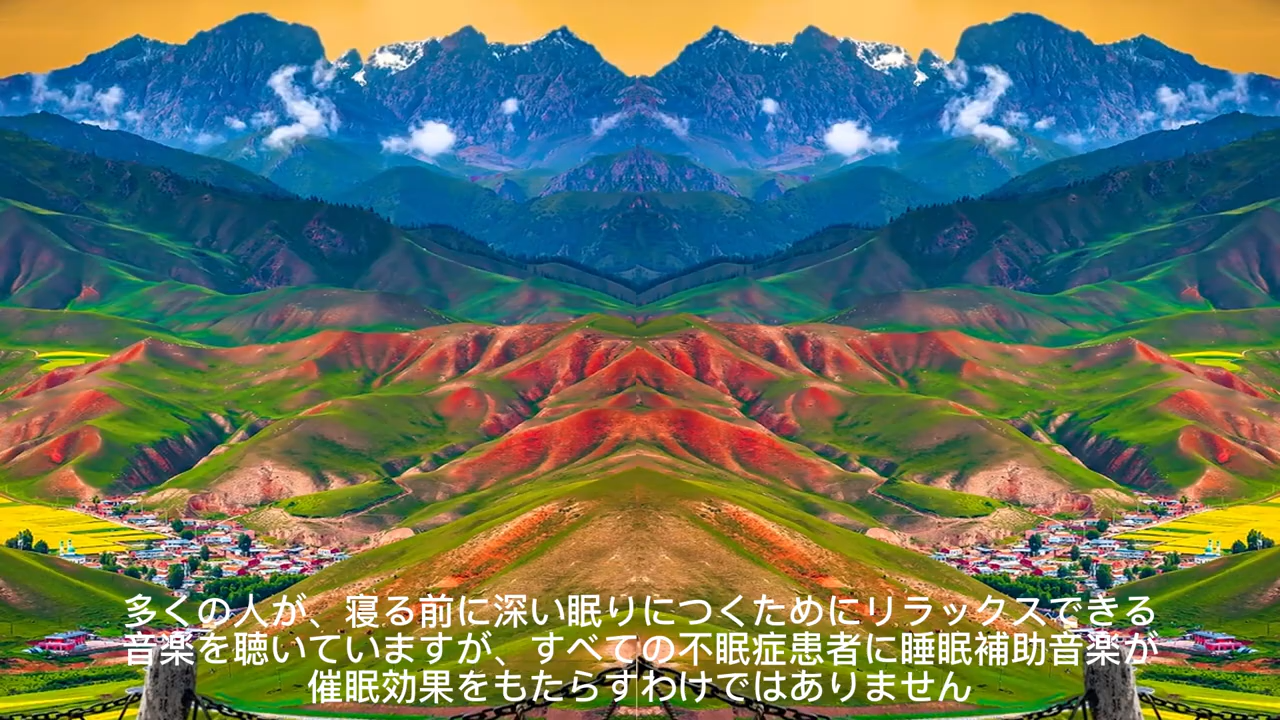 多くの人が、寝る前に深い眠りにつくためにリラックスできる
音楽を聴いていますが、すべての不眠症患者に睡眠補助音楽が
催眠効果をもたらすわけではありません